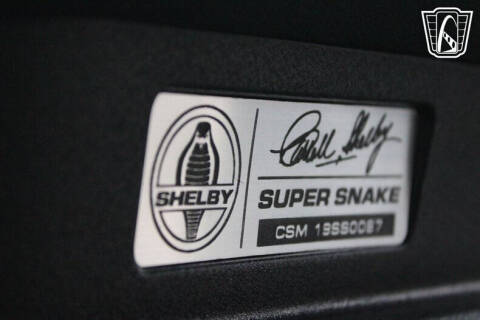 Carroll Shelby
SHELBY
SUPER SNAKE
CSM 19SS0087